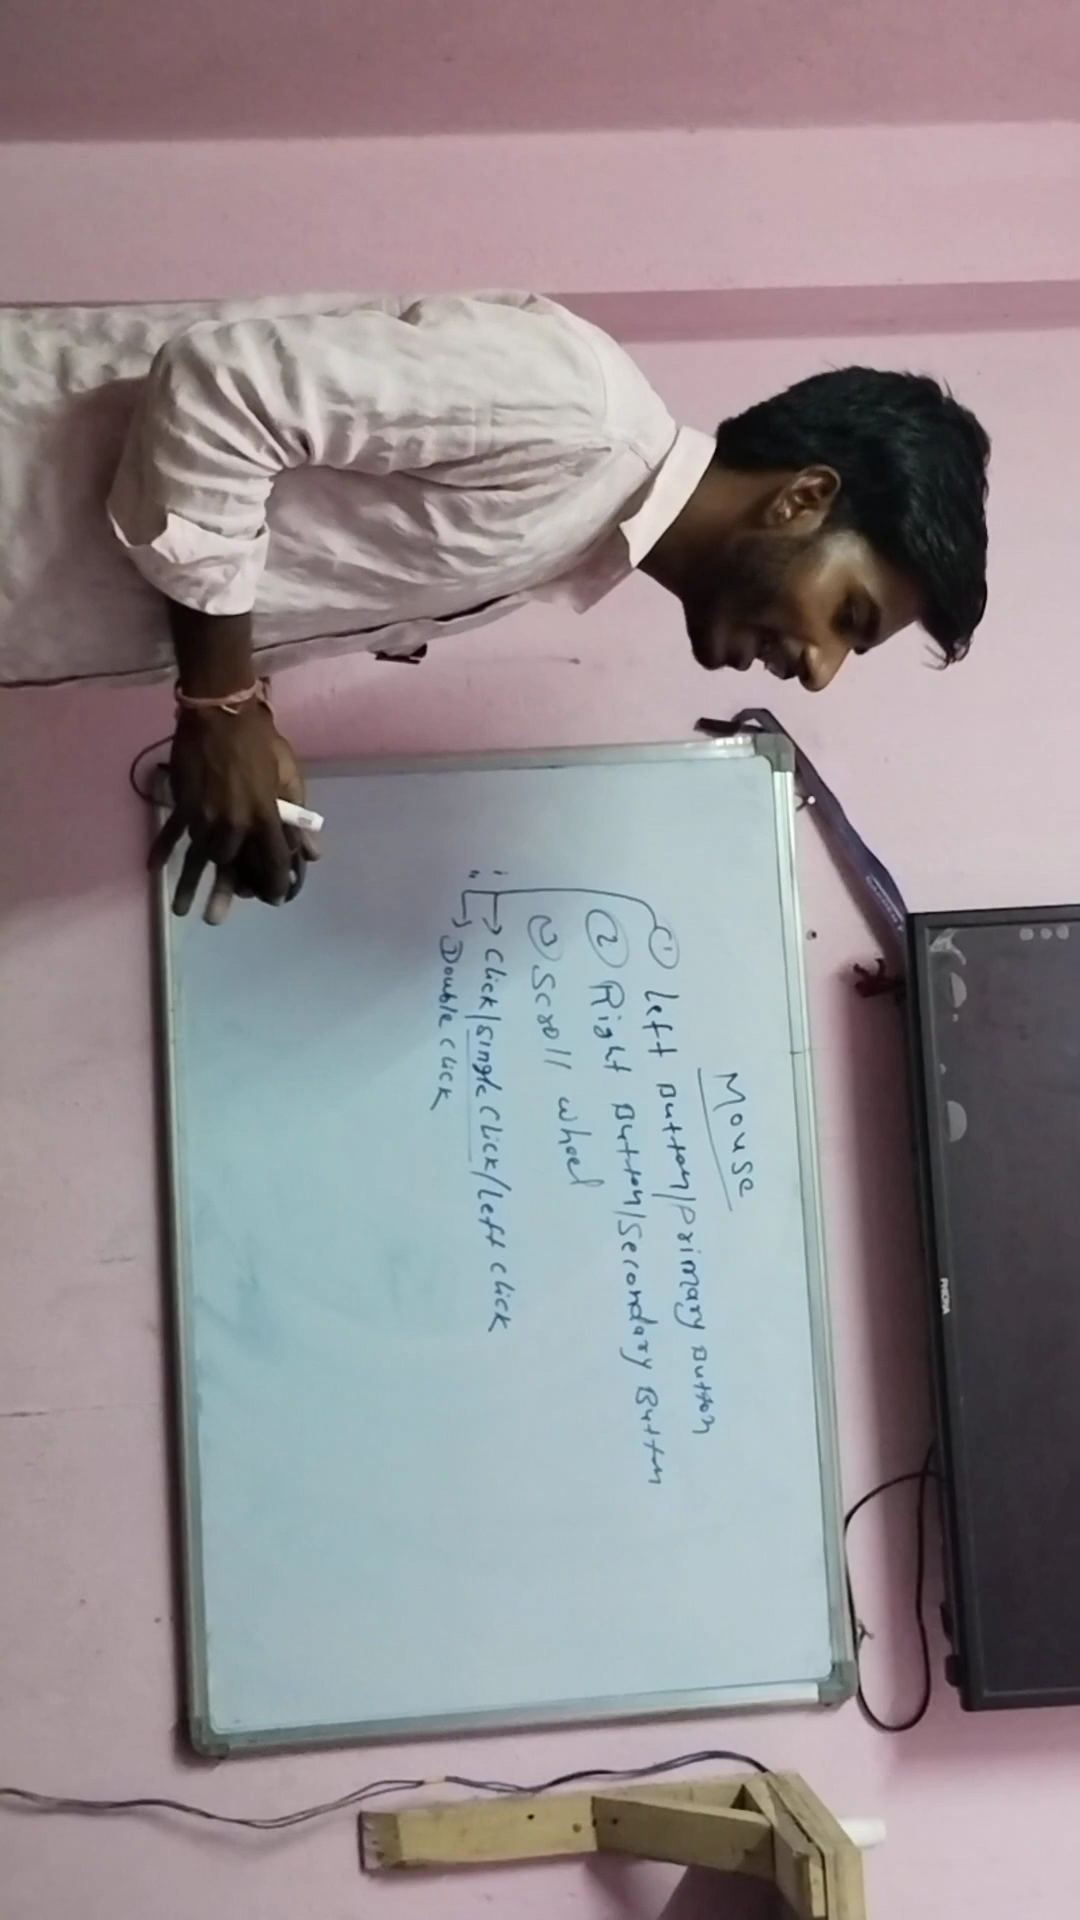 Mouse
① Left Button/Primary Button
② Right Button/Secondary Button
③ Scroll wheel
i → Click/Single Click/Left Click
ii → Double Click